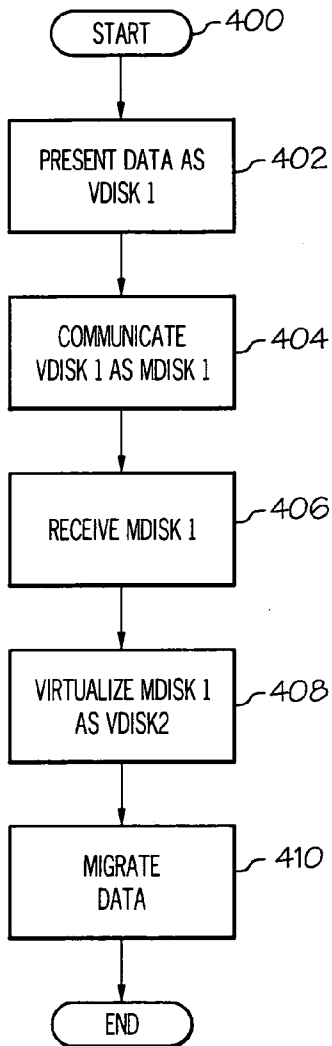 START
400
PRESENT DATA AS
VDISK 1
402
COMMUNICATE
VDISK 1 AS MDISK 1
404
RECEIVE MDISK 1
406
VIRTUALIZE MDISK 1
AS VDISK2
408
MIGRATE
DATA
410
END